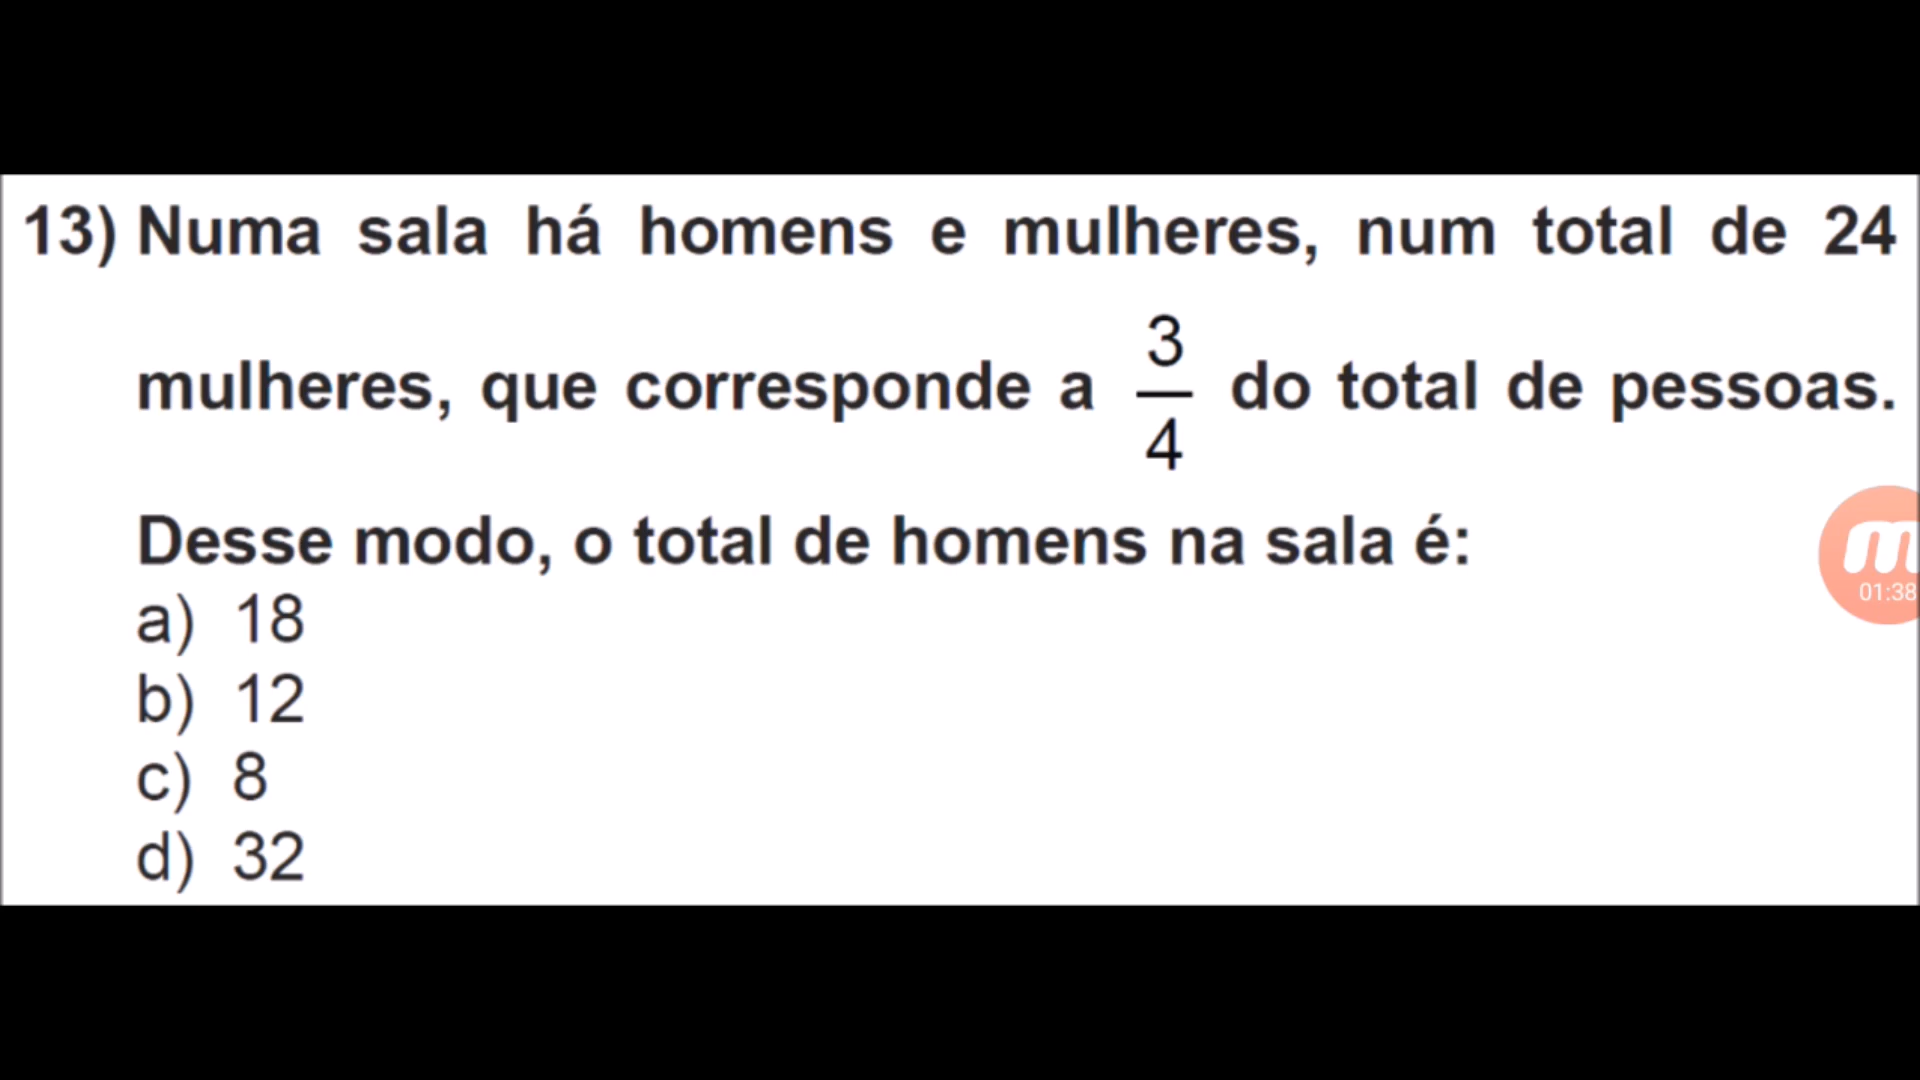 13) Numa sala há homens e mulheres, num total de 24
mulheres, que corresponde a 3/4 do total de pessoas.
Desse modo, o total de homens na sala é:
a) 18
b) 12
c) 8
d) 32
m
01:38